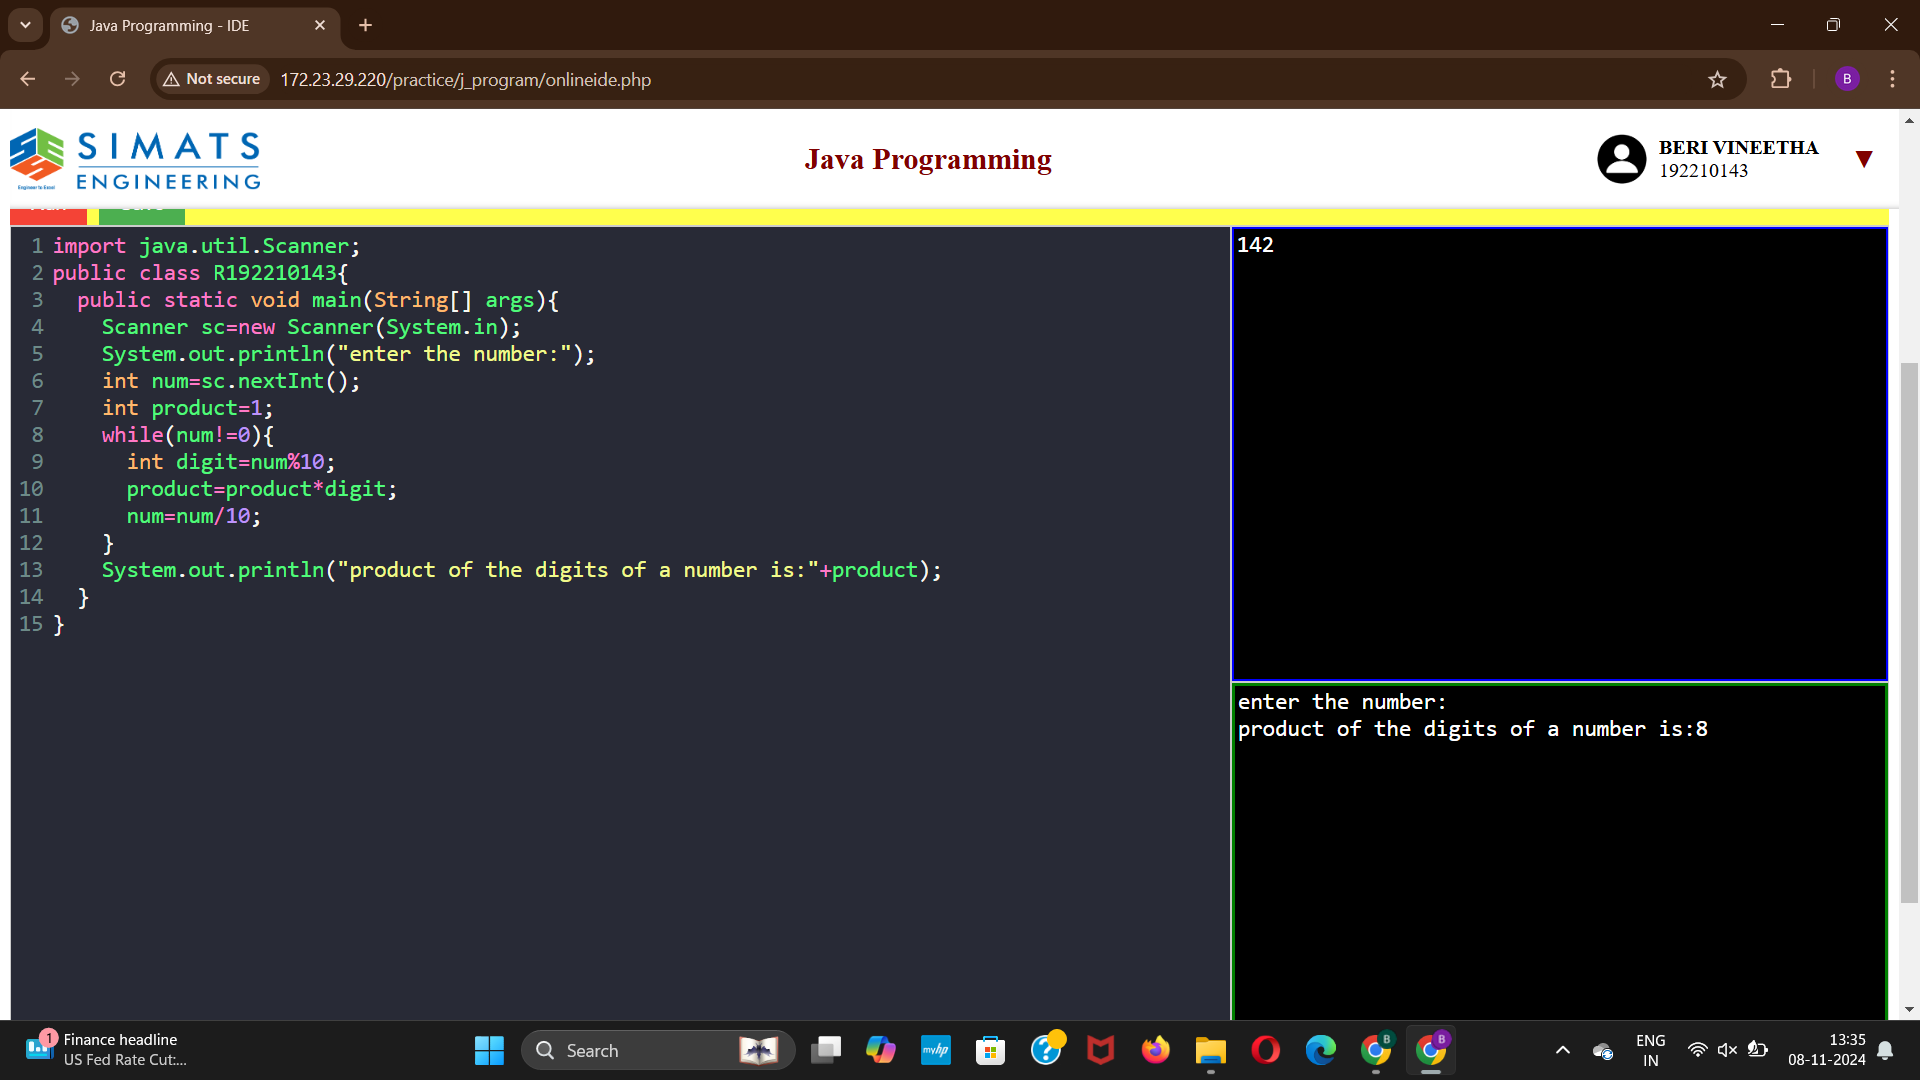 Java Programming - IDE
Not secure
172.23.29.220/practice/j_program/onlineide.php
B
SIMATS
ENGINEERING
Engineer to Excel
Java Programming
BERI VINEETHA
192210143
1 import java.util.Scanner;
2 public class R192210143{
3 public static void main(String[] args){
4 Scanner sc=new Scanner(System.in);
5 System.out.println("enter the number:");
6 int num=sc.nextInt();
7 int product=1;
8 while(num!=0){
9 int digit=num%10;
10 product=product*digit;
11 num=num/10;
12 }
13 System.out.println("product of the digits of a number is:"+product);
14 }
15 }
142
enter the number:
product of the digits of a number is:8
1
Finance headline
US Fed Rate Cut:...
Search
myhp
B
B
ENG
IN
13:35
08-11-2024